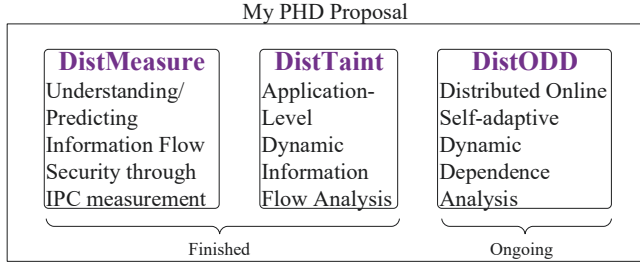 My PHD Proposal
DistMeasure
Understanding/
Predicting
Information Flow
Security through
IPC measurement
DistTaint
Application-
Level
Dynamic
Information
Flow Analysis
DistODD
Distributed Online
Self-adaptive
Dynamic
Dependence
Analysis
Finished
Ongoing